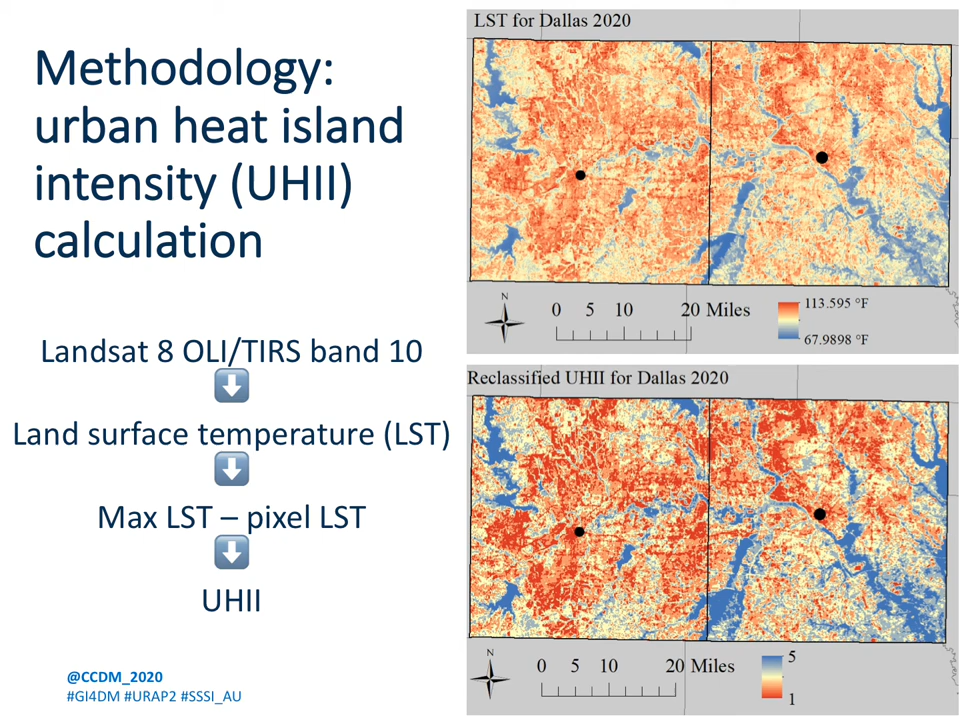 Methodology:
urban heat island
intensity (UHII)
calculation
Landsat 8 OLI/TIRS band 10
Land surface temperature (LST)
Max LST – pixel LST
UHII
@CCDM_2020
#GI4DM #URAP2 #SSSI_AU
LST for Dallas 2020
N
0 5 10 20 Miles
113.595 °F
67.9898 °F
Reclassified UHII for Dallas 2020
N
0 5 10 20 Miles
5
1